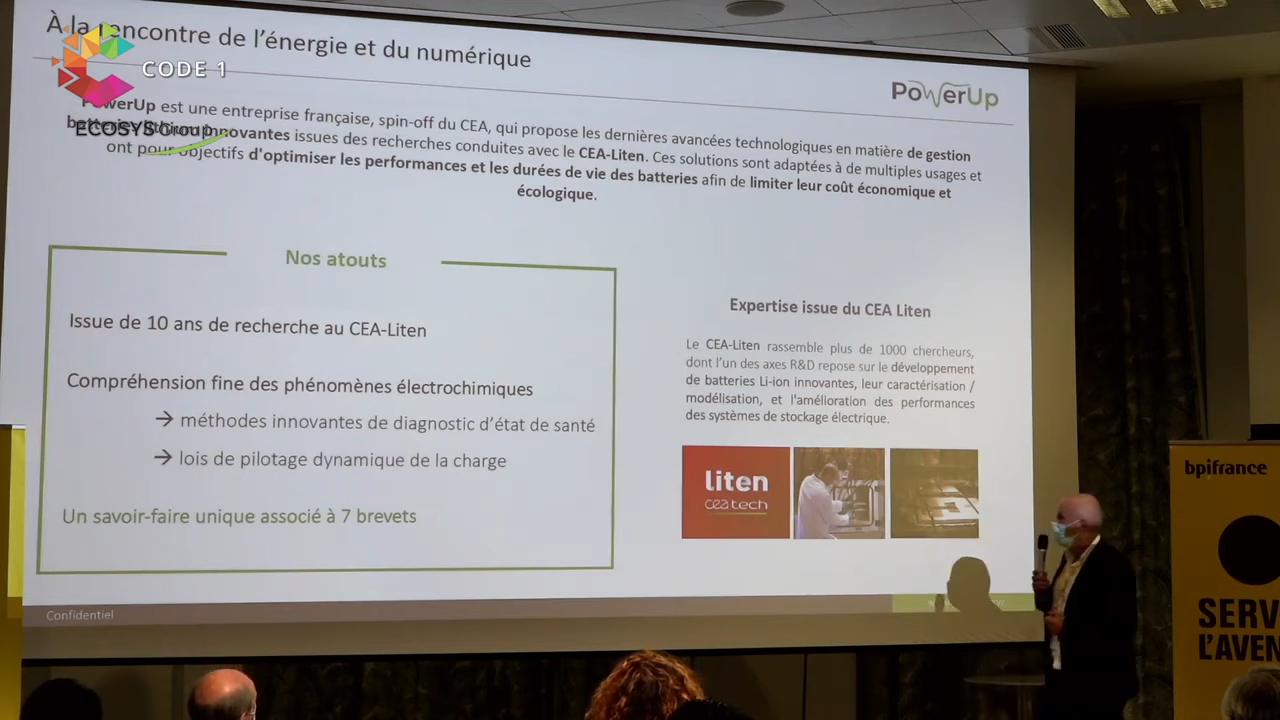 À la rencontre de l'énergie et du numérique
CODE 1
PowerUp
PowerUp est une entreprise française, spin-off du CEA, qui propose les dernières avancées technologiques en matière de gestion
ECOSYS Group
innovantes issues des recherches conduites avec le CEA-Liten. Ces solutions sont adaptées à de multiples usages et
ont pour objectifs d'optimiser les performances et les durées de vie des batteries afin de limiter leur coût économique et
écologique.
Nos atouts
Issue de 10 ans de recherche au CEA-Liten
Compréhension fine des phénomènes électrochimiques
→ méthodes innovantes de diagnostic d'état de santé
→ lois de pilotage dynamique de la charge
Un savoir-faire unique associé à 7 brevets
Expertise issue du CEA Liten
Le CEA-Liten rassemble plus de 1000 chercheurs,
dont l'un des axes R&D repose sur le développement
de batteries Li-ion innovantes, leur caractérisation /
modélisation, et l'amélioration des performances
des systèmes de stockage électrique.
liten
ceatech
Confidentiel
bpifrance
SERV
L'AVEN